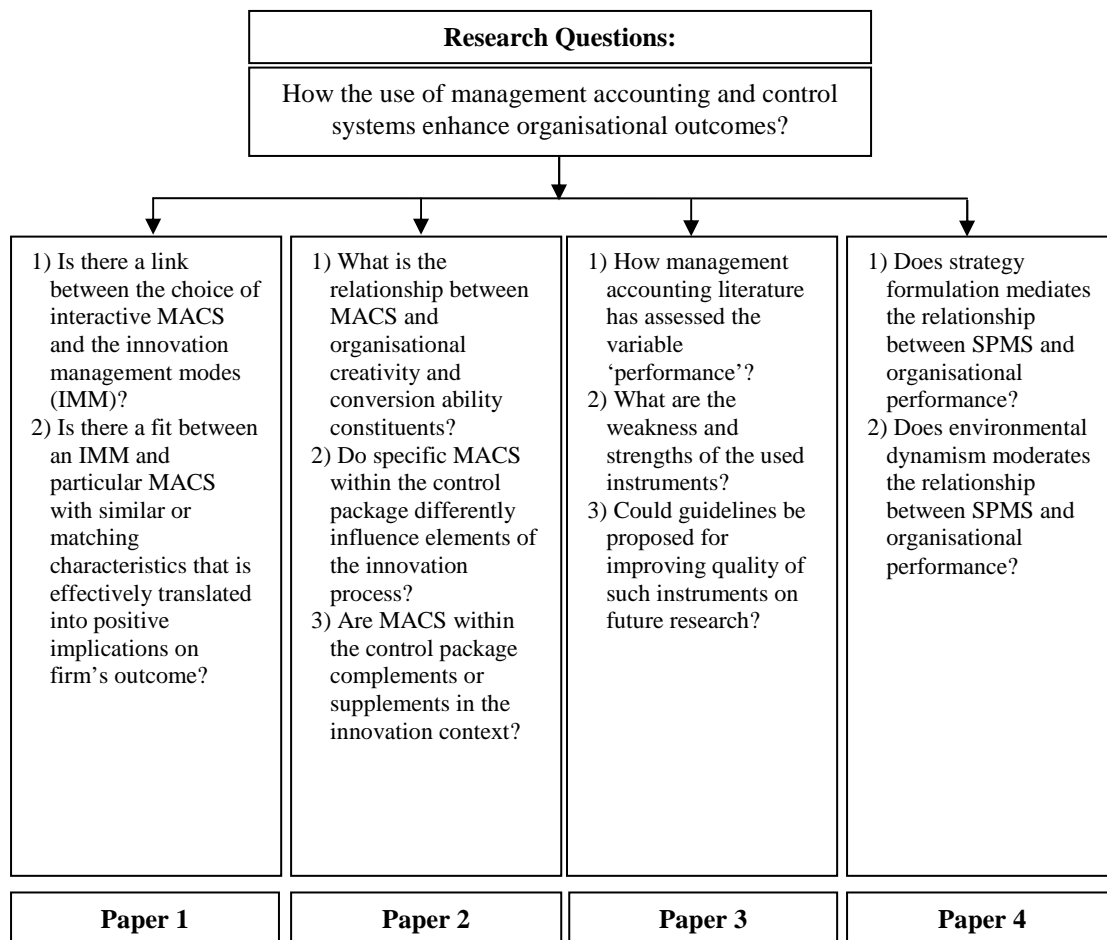 Research Questions:
How the use of management accounting and control
systems enhance organisational outcomes?
1) Is there a link
between the choice of
interactive MACS
and the innovation
management modes
(IMM)?
2) Is there a fit between
an IMM and
particular MACS
with similar or
matching
characteristics that is
effectively translated
into positive
implications on
firm’s outcome?
1) What is the
relationship between
MACS and
organisational
creativity and
conversion ability
constituents?
2) Do specific MACS
within the control
package differently
influence elements of
the innovation
process?
3) Are MACS within
the control package
complements or
supplements in the
innovation context?
1) How management
accounting literature
has assessed the
variable
‘performance’?
2) What are the
weakness and
strengths of the used
instruments?
3) Could guidelines be
proposed for
improving quality of
such instruments on
future research?
1) Does strategy
formulation mediates
the relationship
between SPMS and
organisational
performance?
2) Does environmental
dynamism moderates
the relationship
between SPMS and
organisational
performance?
Paper 1
Paper 2
Paper 3
Paper 4